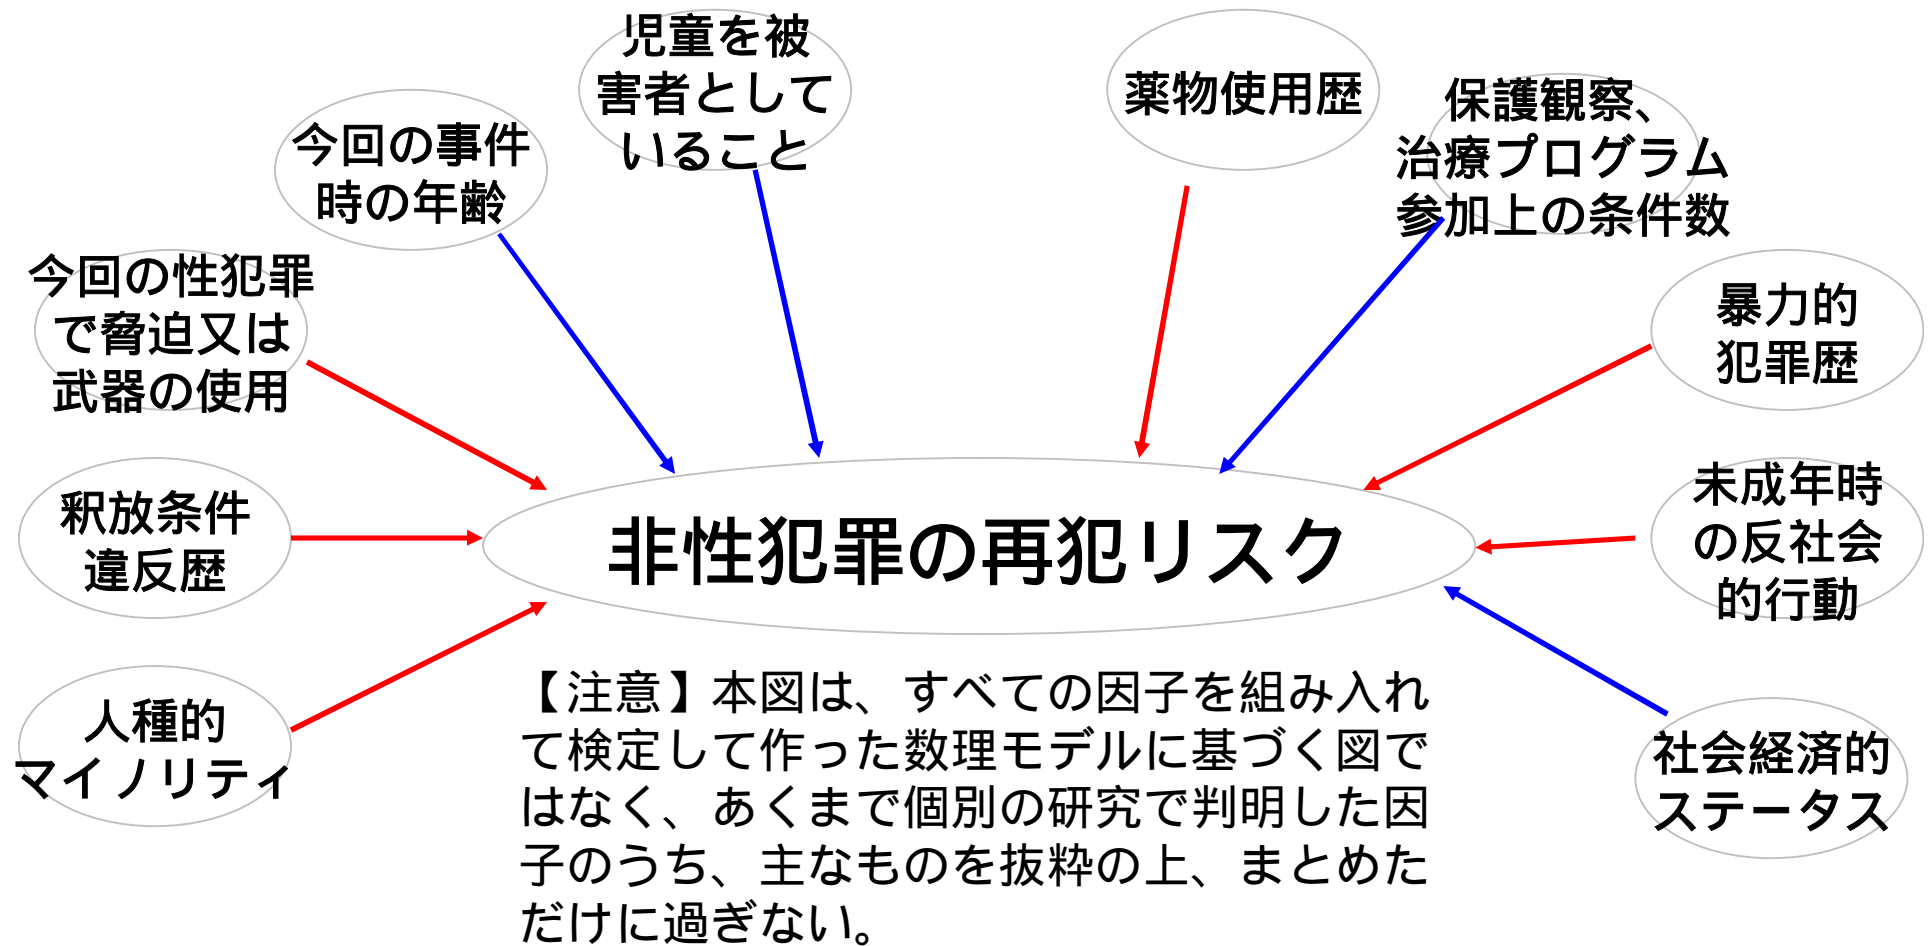 児童を被
害者として
いること
薬物使用歴
保護観察、
治療プログラム
参加上の条件数
今回の事件
時の年齢
今回の性犯罪
で脅迫又は
武器の使用
暴力的
犯罪歴
釈放条件
違反歴
未成年時
の反社会
的行動
非性犯罪の再犯リスク
人種的
マイノリティ
社会経済的
ステータス
【注意】本図は、すべての因子を組み入れ
て検定して作った数理モデルに基づく図で
はなく、あくまで個別の研究で判明した因
子のうち、主なものを抜粋の上、まとめた
だけに過ぎない。